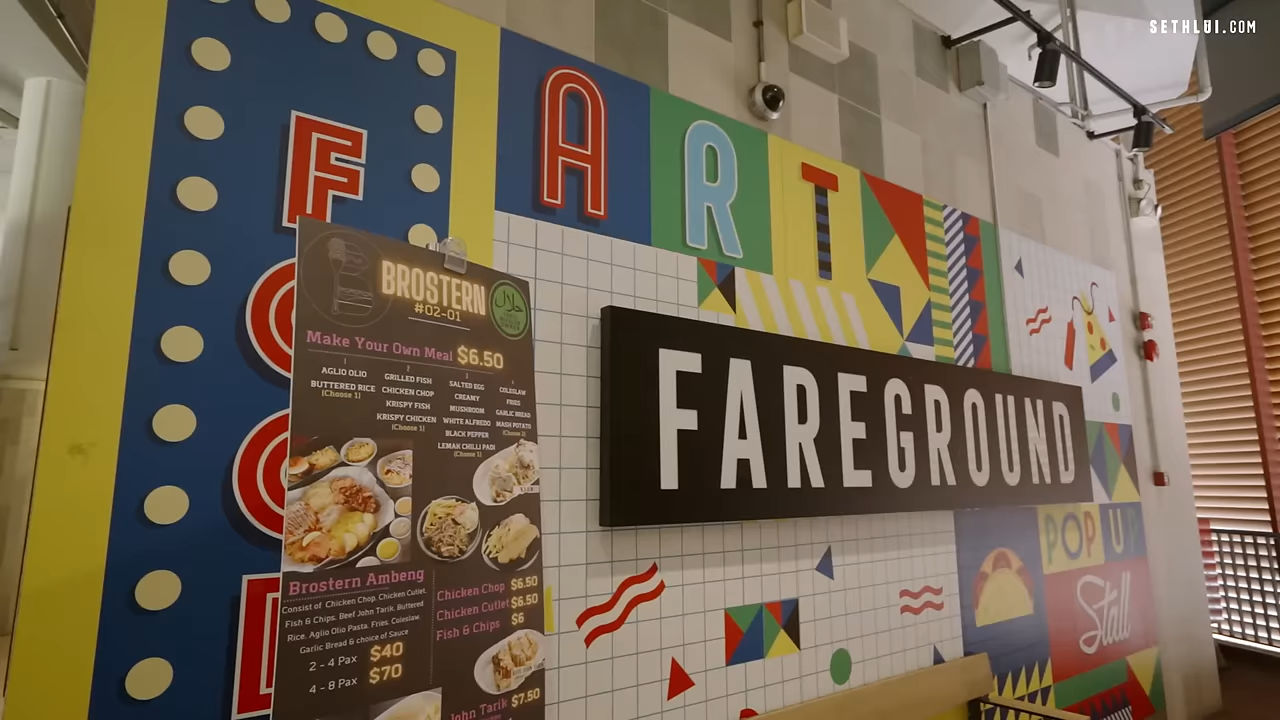 SETHLUI.COM
F
O
O
D
ART
FAREGROUND
POP UP
Stall
BROSTERN
#02-01
حلال
Make Your Own Meal $6.50
1
AGLIO OLIO
BUTTERED RICE
(Choose 1)
2
GRILLED FISH
CHICKEN CHOP
KRISPY FISH
KRISPY CHICKEN
(Choose 1)
3
SALTED EGG
CREAMY
MUSHROOM
WHITE ALFREDO
BLACK PEPPER
LEMAK CHILLI PADI
(Choose 1)
COLESLAW
FRIES
GARLIC BREAD
MASH POTATO
Brostern Ambeng
Consist of Chicken Chop, Chicken Cutlet,
Fish & Chips, Beef John Tarik, Buttered
Rice, Aglio Olio Pasta, Fries, Coleslaw,
Garlic Bread & choice of Sauce
2 - 4 Pax $40
4 - 8 Pax $70
Chicken Chop $6.50
Chicken Cutlet $6.50
Fish & Chips $6
John Tarik $7.50